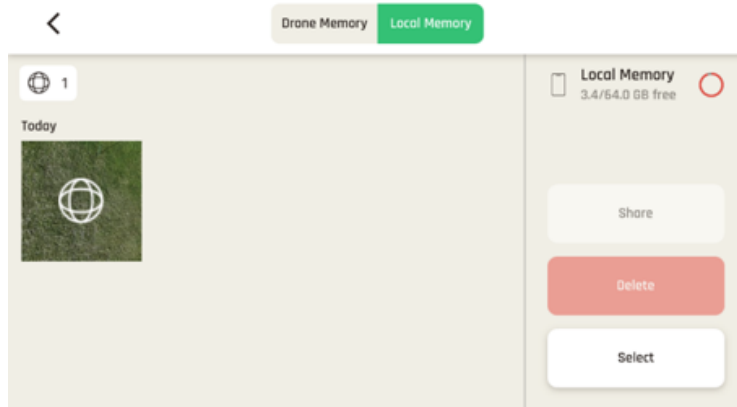 Drone Memory
Local Memory
1
Today
Local Memory
3.4/64.0 GB free
Share
Delete
Select